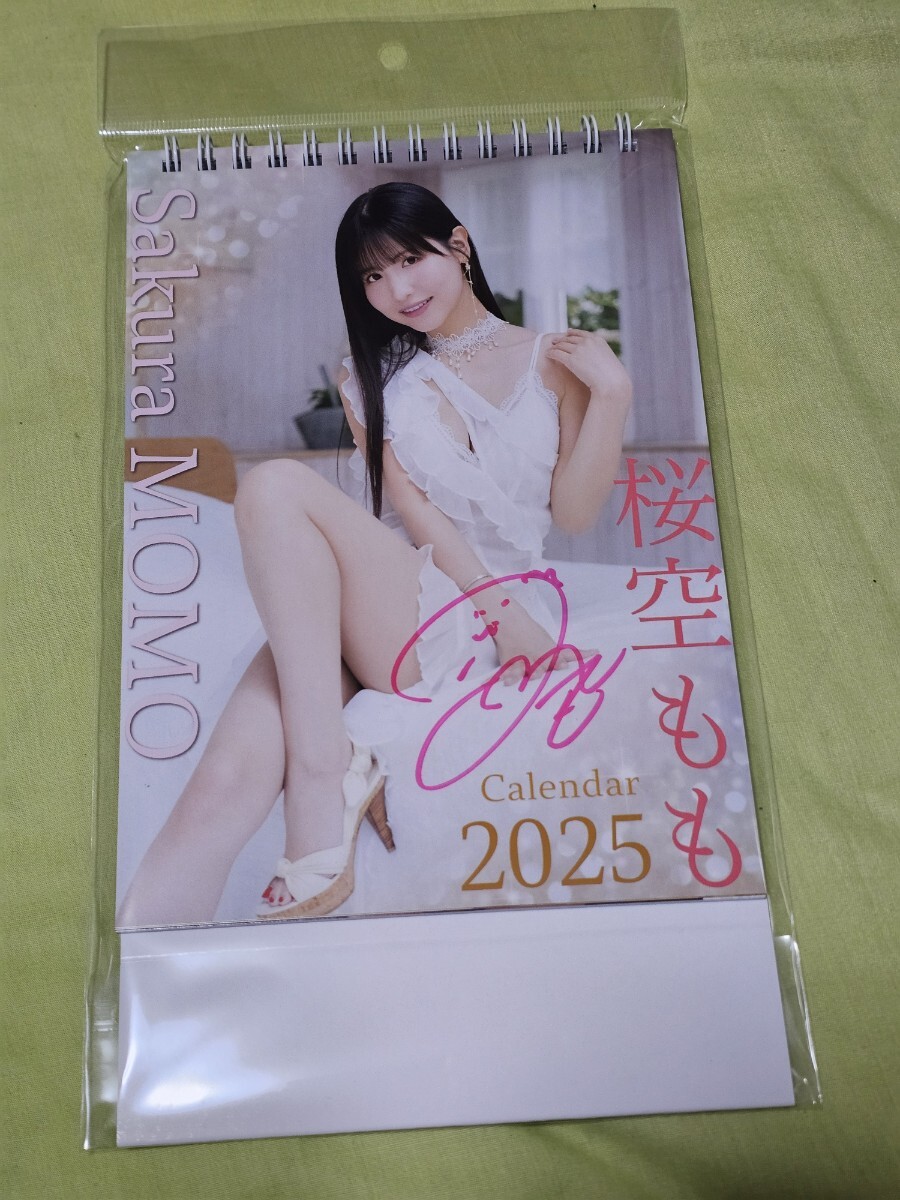 Sakura MOMO
桜空もも
Calendar
2025